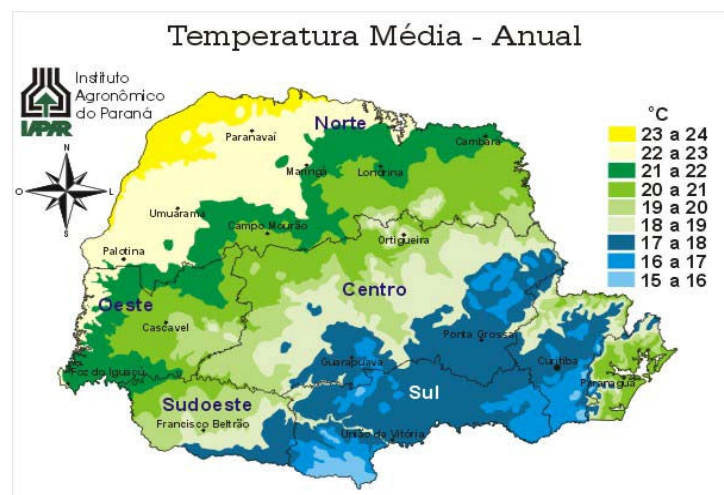 Temperatura Média - Anual
Instituto
Agronômico
do Paraná
IAPAR
N
O
L
S
°C
23 a 24
22 a 23
21 a 22
20 a 21
19 a 20
18 a 19
17 a 18
16 a 17
15 a 16
Norte
Paranavaí
Cambará
Maringá
Londrina
Umuarama
Campo Mourão
Ortigueira
Palotina
Centro
Oeste
Cascavel
Ponta Grossa
Guarapuava
Curitiba
Foz do Iguaçú
Paranaguá
Sudoeste
Sul
Francisco Beltrão
União da Vitória